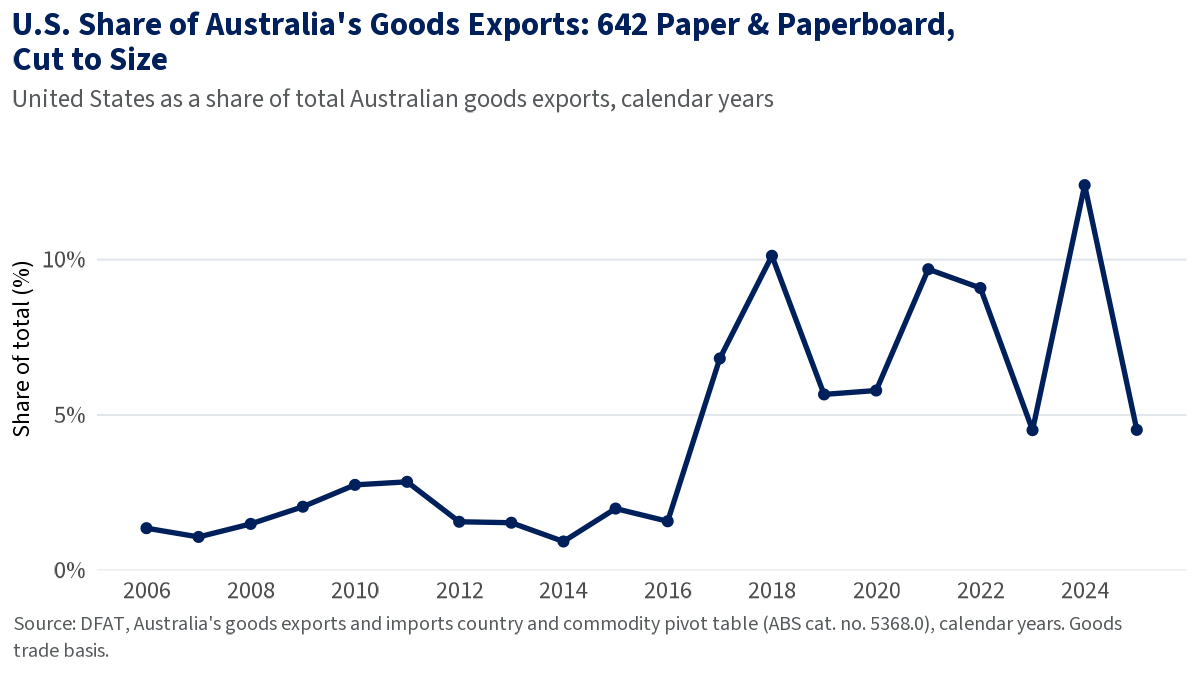 U.S. Share of Australia's Goods Exports: 642 Paper & Paperboard,
Cut to Size
United States as a share of total Australian goods exports, calendar years
Share of total (%)
10%
5%
0%
2006 2008 2010 2012 2014 2016 2018 2020 2022 2024
Source: DFAT, Australia's goods exports and imports country and commodity pivot table (ABS cat. no. 5368.0), calendar years. Goods
trade basis.